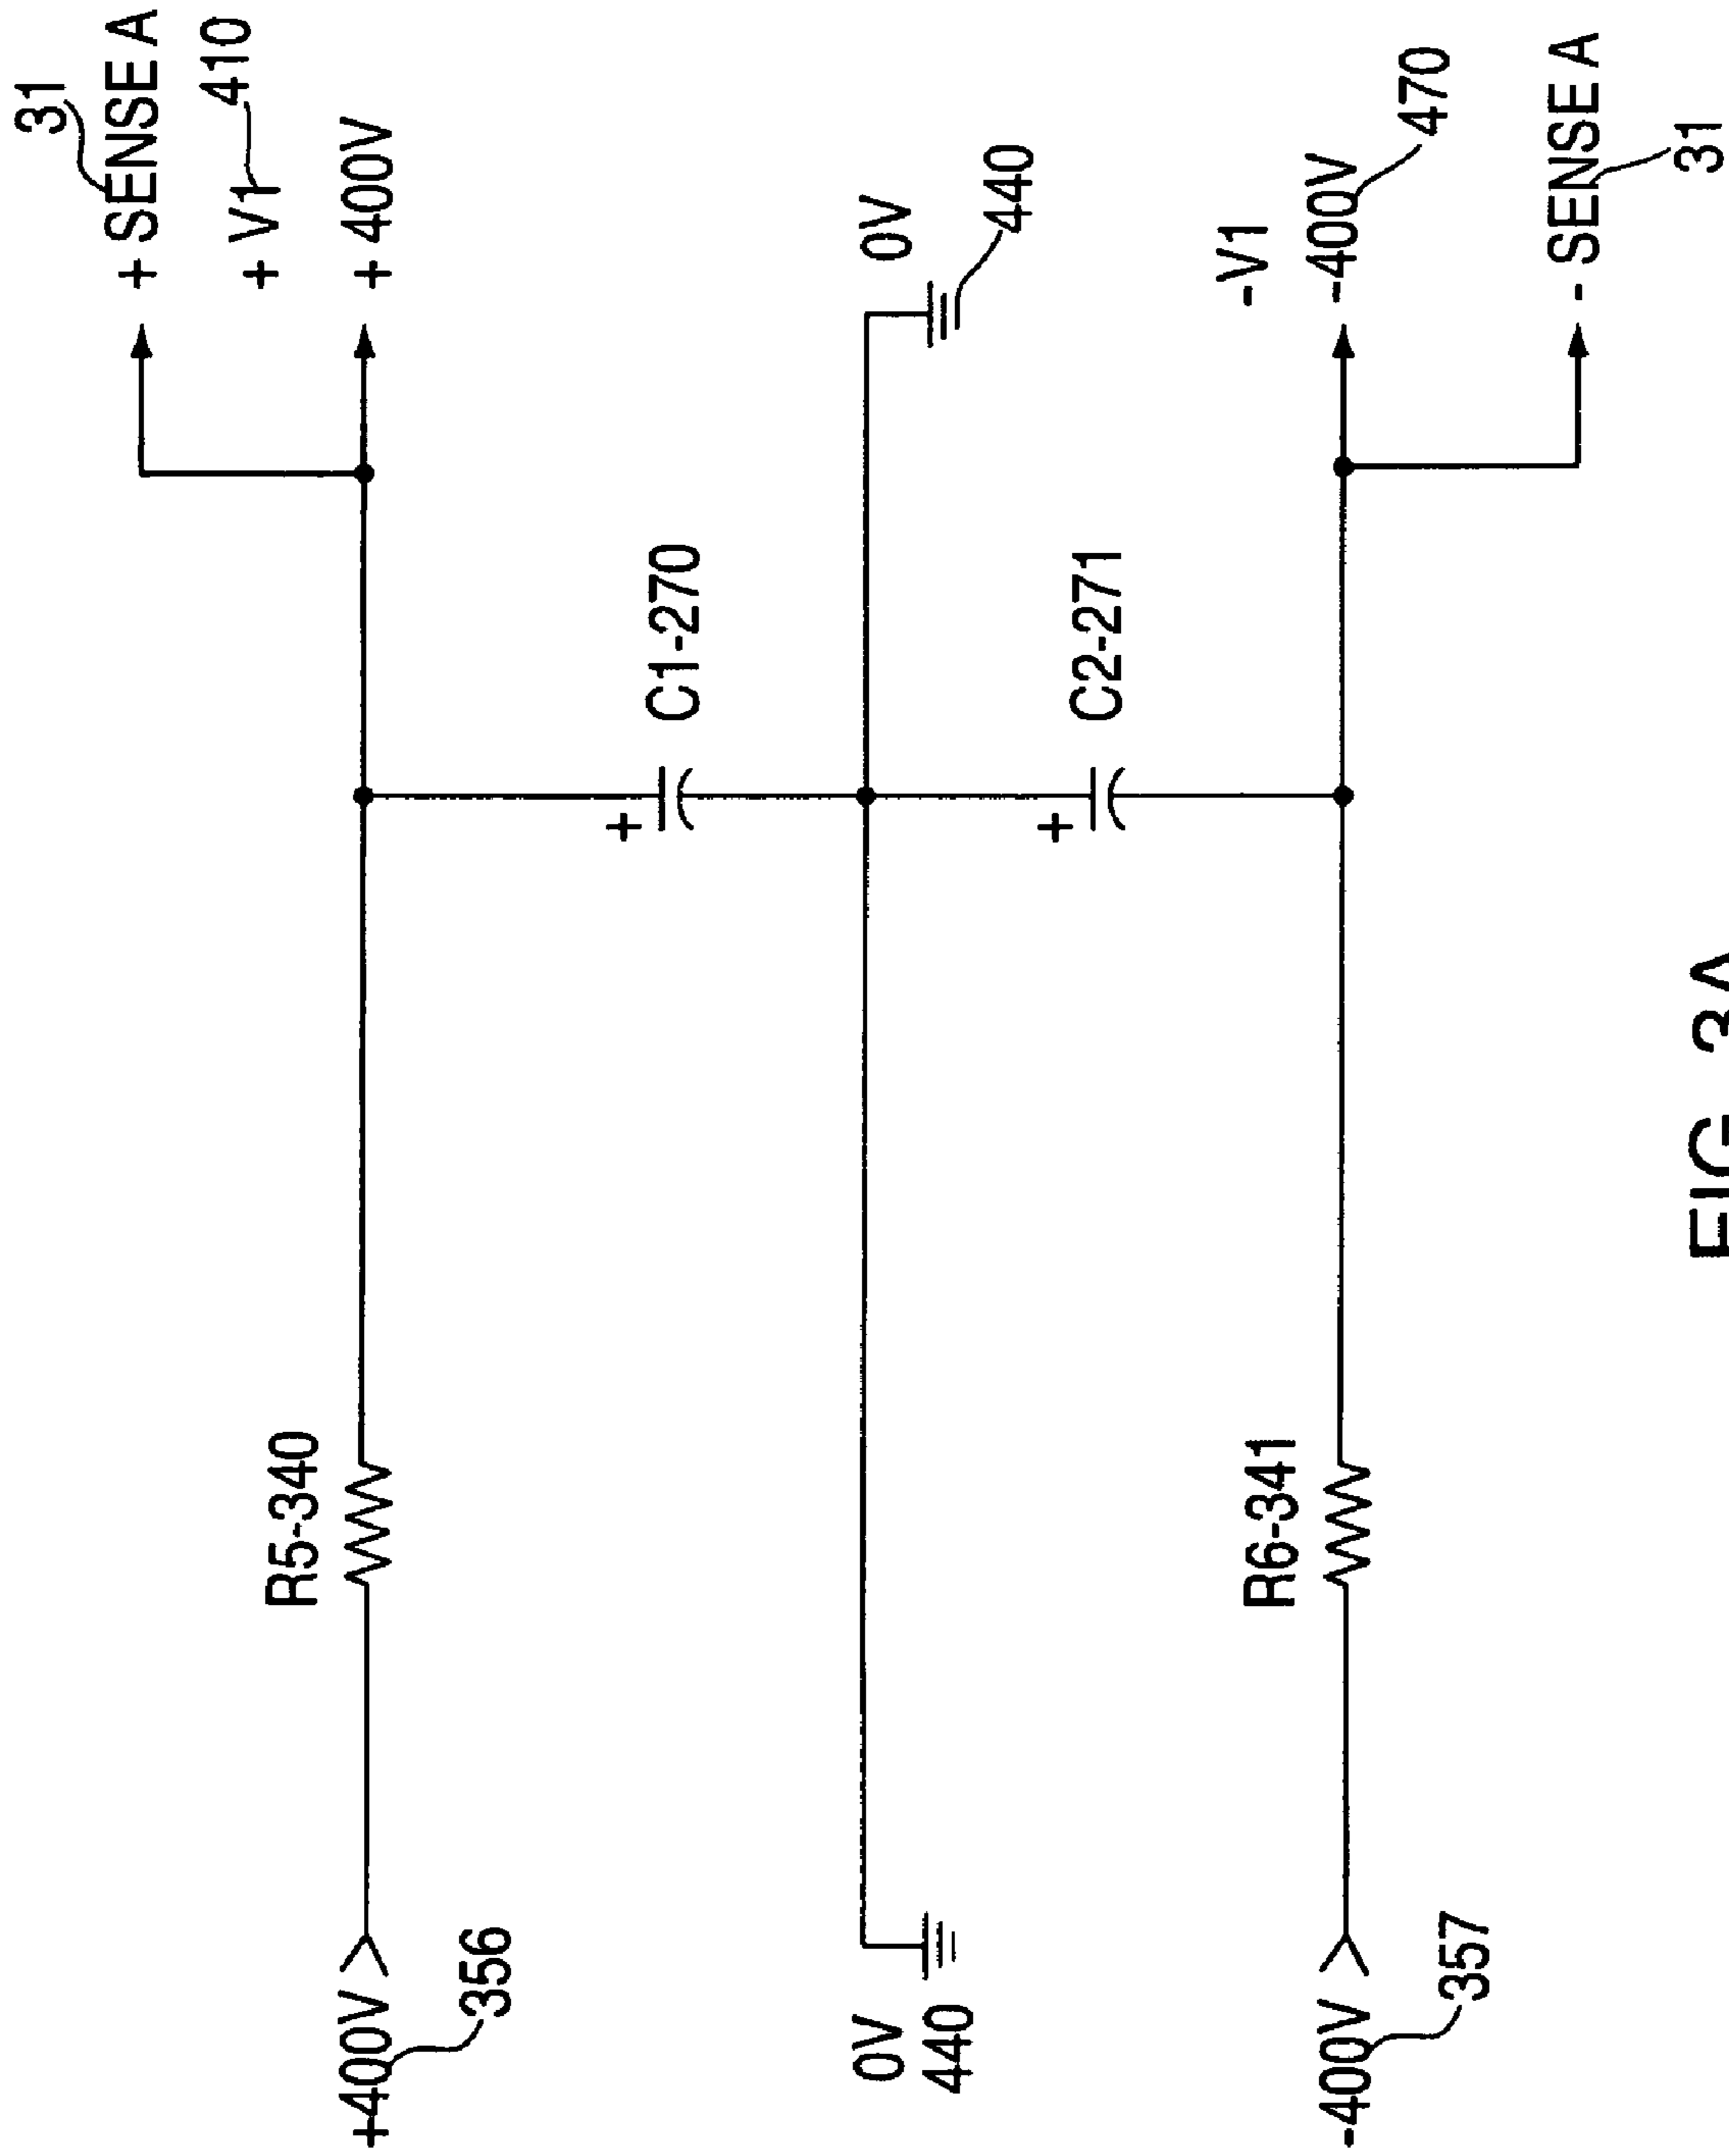 31
+ SENSE A
+ V1 410
+400V
R5-340
+400V
356
C1-270
+
0V
440
0V
440
C2-271
+
-V1
-400V
470
R6-341
-400V
357
- SENSE A
31
FIG. 3A